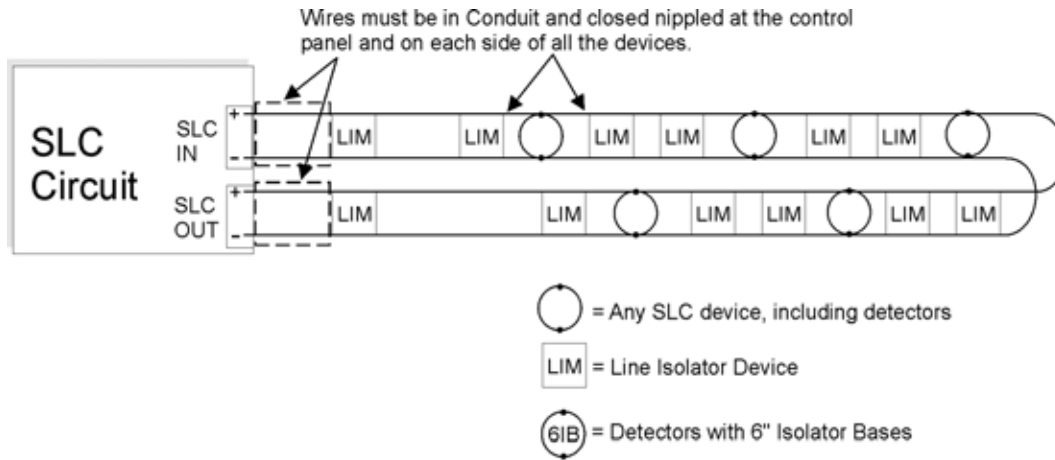 Wires must be in Conduit and closed nippled at the control
panel and on each side of all the devices.
SLC
Circuit
+
SLC
IN
-
LIM LIM LIM LIM LIM LIM
+
SLC
OUT
-
LIM LIM LIM LIM LIM LIM
= Any SLC device, including detectors
LIM = Line Isolator Device
6IB = Detectors with 6" Isolator Bases